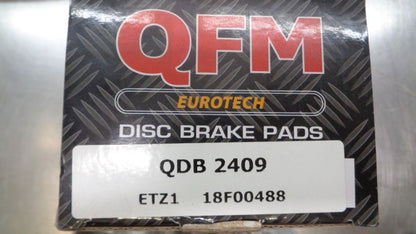 QFM
EUROTECH
DISC BRAKE PADS
QDB 2409
ETZ1 18F00488